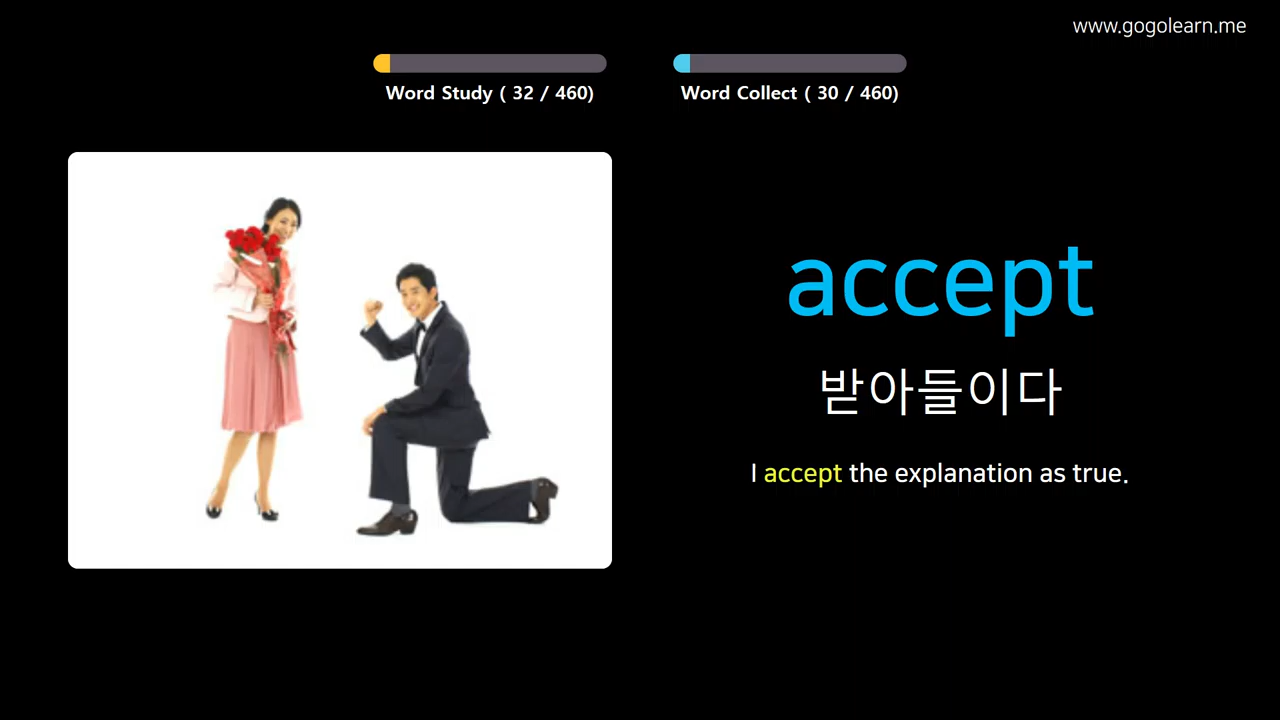 www.gogolearn.me
Word Study ( 32 / 460)
Word Collect ( 30 / 460)
accept
받아들이다
I accept the explanation as true.